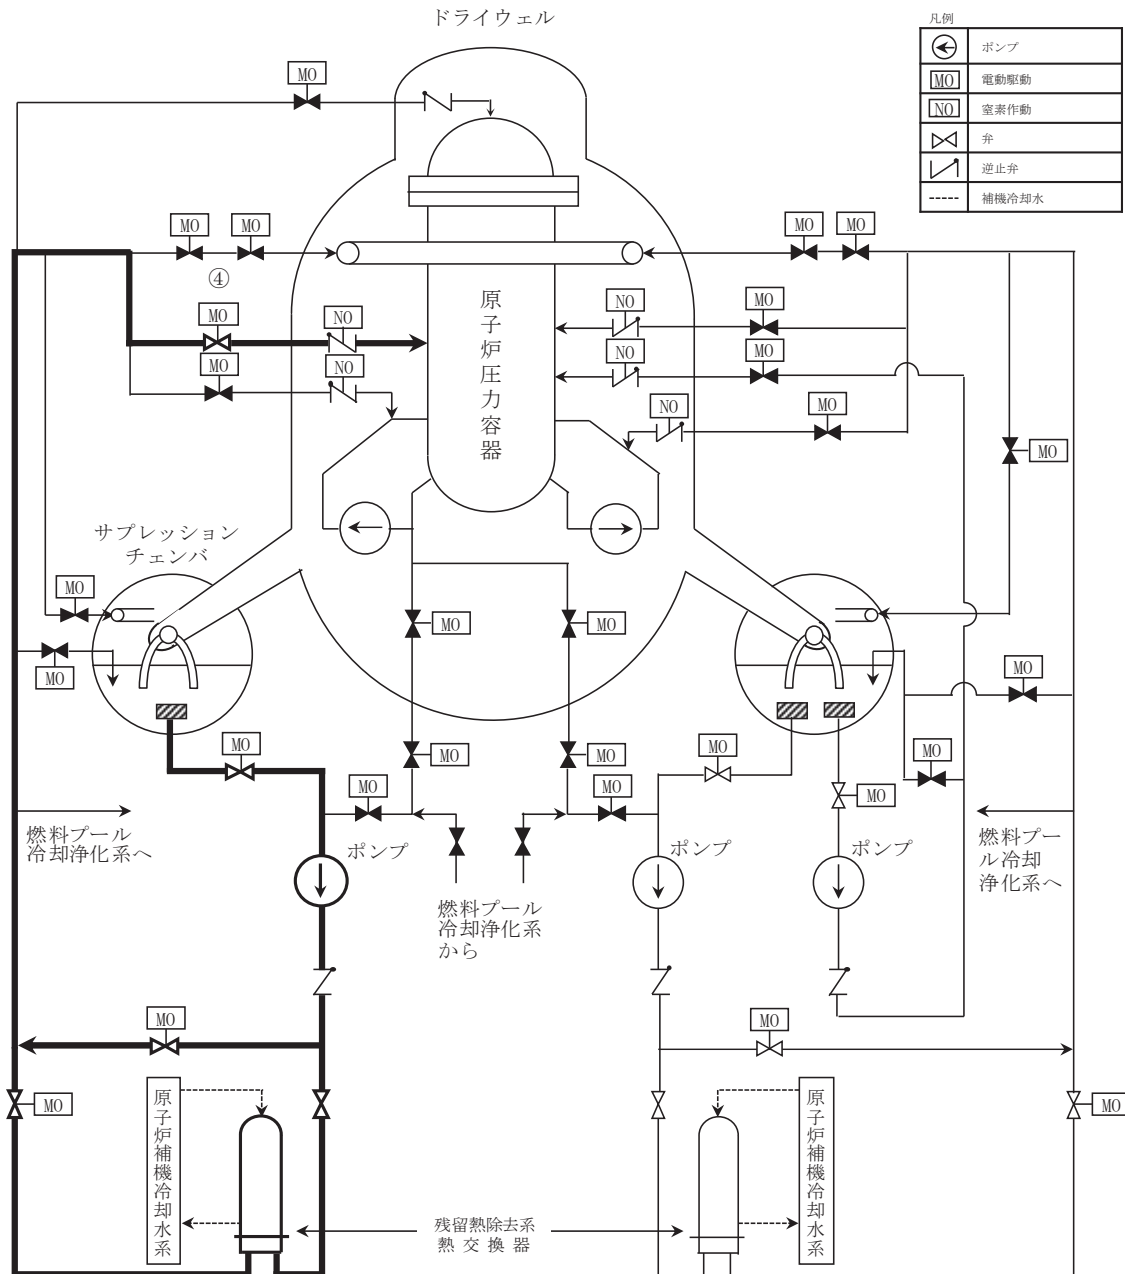 ドライウェル
凡例
ポンプ
MO 電動駆動
NO 窒素作動
弁
逆止弁
補機冷却水
MO
MO
MO
MO
MO
④
MO
NO
MO
NO
NO
MO
NO
MO
NO
MO
MO
原子炉圧力容器
サプレッション
チェンバ
MO
MO
MO
MO
MO
MO
MO
MO
MO
MO
MO
MO
MO
MO
燃料プール
冷却浄化系へ
ポンプ
ポンプ
ポンプ
燃料プー
ル冷却
浄化系へ
燃料プール
冷却浄化系
から
MO
MO
MO
MO
原子炉補機冷却水系
原子炉補機冷却水系
残留熱除去系
熱交換器